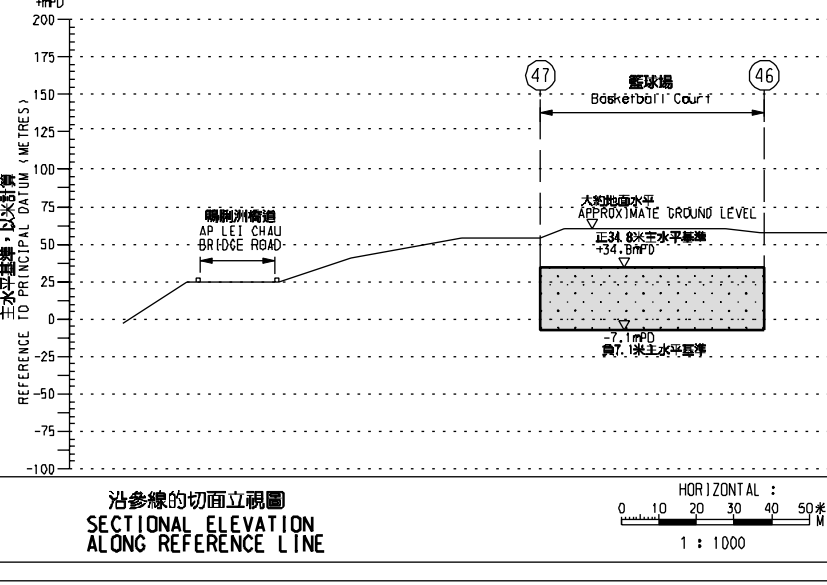 +mPD
200
175
150
125
100
75
50
25
0
-25
-50
-75
-100
主水平基準，以米計算
REFERENCE TO PRINCIPAL DATUM (METRES)
47
46
籃球場
Basketball Court
大約地面水平
APPROXIMATE GROUND LEVEL
正34.8米主水平基準
+34.8mPD
-7.1mPD
負7.1米主水平基準
鴨脷洲橋道
AP LEI CHAU
BRIDGE ROAD
沿參線的切面立視圖
SECTIONAL ELEVATION
ALONG REFERENCE LINE
HORIZONTAL :
0 10 20 30 40 50米
M
1 : 1000